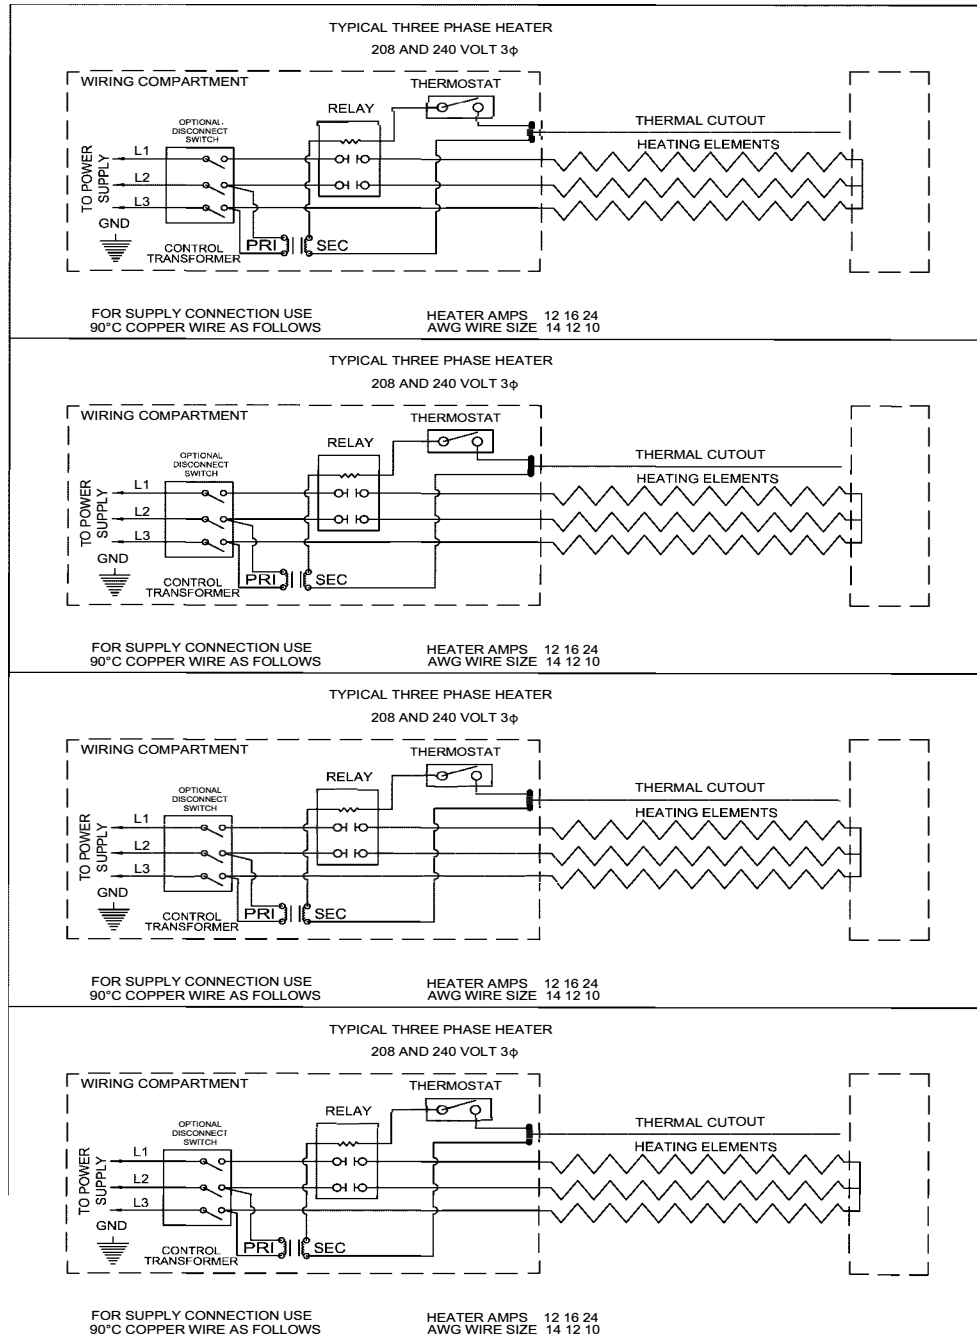 TYPICAL THREE PHASE HEATER
208 AND 240 VOLT 3ϕ
WIRING COMPARTMENT
THERMOSTAT
RELAY
OPTIONAL
DISCONNECT
SWITCH
THERMAL CUTOUT
HEATING ELEMENTS
L1
L2
L3
TO POWER
SUPPLY
GND
CONTROL
TRANSFORMER
PRI
SEC
FOR SUPPLY CONNECTION USE
90°C COPPER WIRE AS FOLLOWS
HEATER AMPS 12 16 24
AWG WIRE SIZE 14 12 10
TYPICAL THREE PHASE HEATER
208 AND 240 VOLT 3ϕ
WIRING COMPARTMENT
THERMOSTAT
RELAY
OPTIONAL
DISCONNECT
SWITCH
THERMAL CUTOUT
HEATING ELEMENTS
L1
L2
L3
TO POWER
SUPPLY
GND
CONTROL
TRANSFORMER
PRI
SEC
FOR SUPPLY CONNECTION USE
90°C COPPER WIRE AS FOLLOWS
HEATER AMPS 12 16 24
AWG WIRE SIZE 14 12 10
TYPICAL THREE PHASE HEATER
208 AND 240 VOLT 3ϕ
WIRING COMPARTMENT
THERMOSTAT
RELAY
OPTIONAL
DISCONNECT
SWITCH
THERMAL CUTOUT
HEATING ELEMENTS
L1
L2
L3
TO POWER
SUPPLY
GND
CONTROL
TRANSFORMER
PRI
SEC
FOR SUPPLY CONNECTION USE
90°C COPPER WIRE AS FOLLOWS
HEATER AMPS 12 16 24
AWG WIRE SIZE 14 12 10
TYPICAL THREE PHASE HEATER
208 AND 240 VOLT 3ϕ
WIRING COMPARTMENT
THERMOSTAT
RELAY
OPTIONAL
DISCONNECT
SWITCH
THERMAL CUTOUT
HEATING ELEMENTS
L1
L2
L3
TO POWER
SUPPLY
GND
CONTROL
TRANSFORMER
PRI
SEC
FOR SUPPLY CONNECTION USE
90°C COPPER WIRE AS FOLLOWS
HEATER AMPS 12 16 24
AWG WIRE SIZE 14 12 10